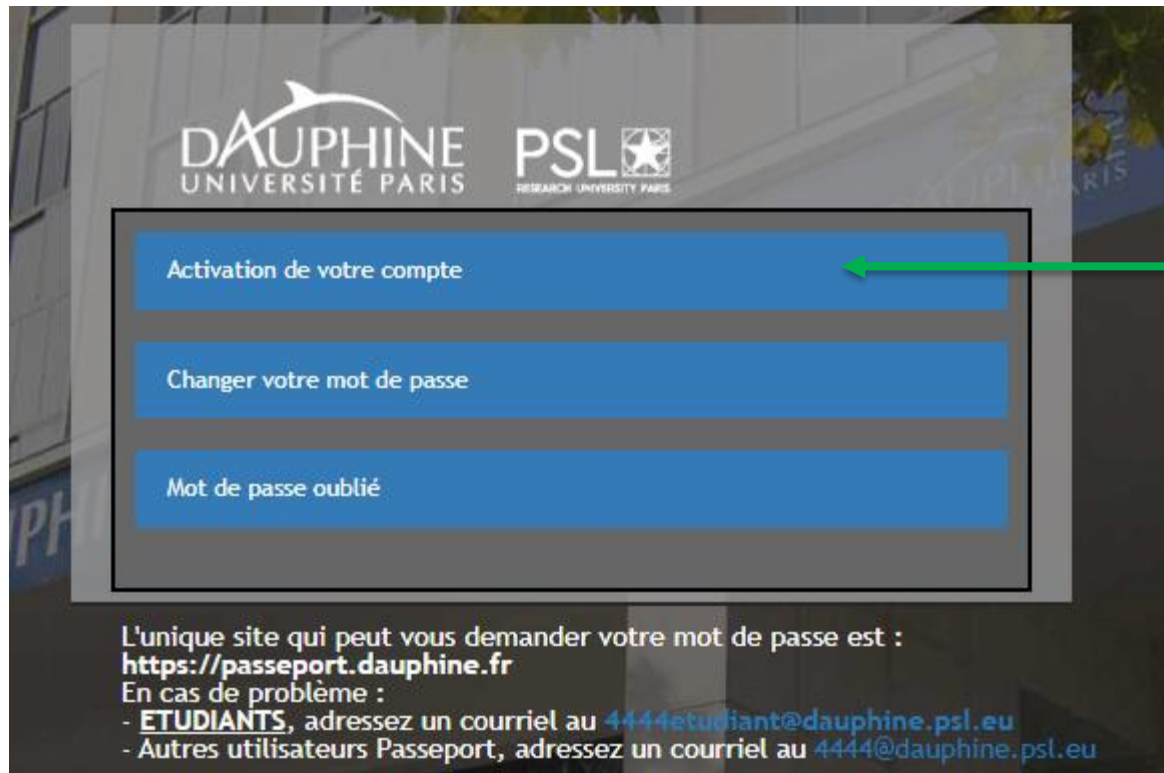 DAUPHINE
UNIVERSITÉ PARIS
PSL
RESEARCH UNIVERSITY PARIS
Activation de votre compte
Changer votre mot de passe
Mot de passe oublié
L'unique site qui peut vous demander votre mot de passe est :
https://passeport.dauphine.fr
En cas de problème :
- ETUDIANTS, adressez un courriel au 4444etudiant@dauphine.psl.eu
- Autres utilisateurs Passeport, adressez un courriel au 4444@dauphine.psl.eu